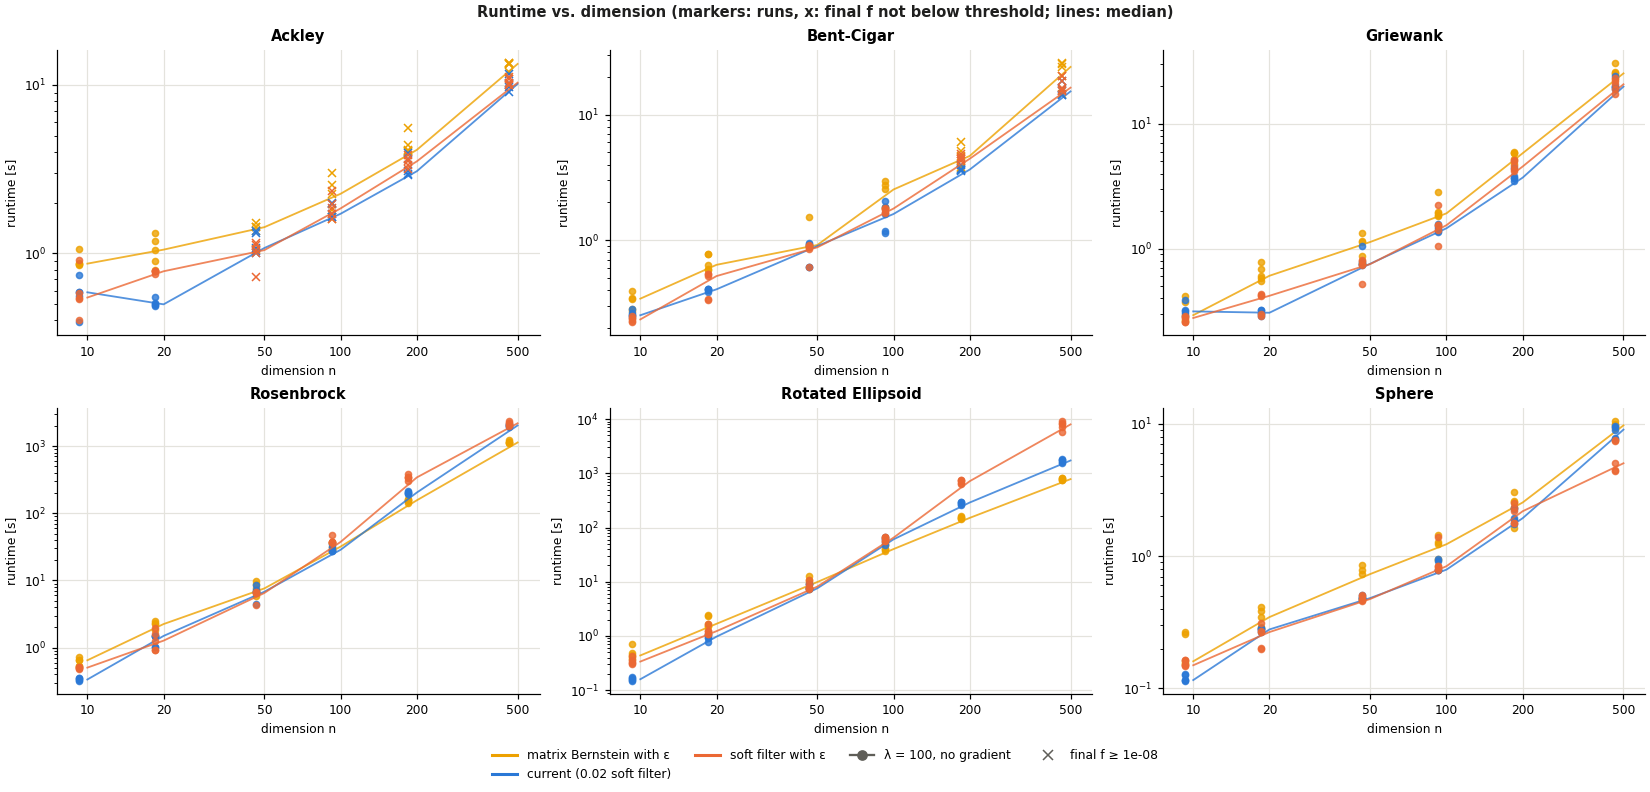 Runtime vs. dimension (markers: runs, x: final f not below threshold; lines: median)
Ackley
runtime [s]
10¹
10⁰
10 20 50 100 200 500
dimension n
Bent-Cigar
runtime [s]
10¹
10⁰
10 20 50 100 200 500
dimension n
Griewank
runtime [s]
10¹
10⁰
10 20 50 100 200 500
dimension n
Rosenbrock
runtime [s]
10³
10²
10¹
10⁰
10 20 50 100 200 500
dimension n
Rotated Ellipsoid
runtime [s]
10⁴
10³
10²
10¹
10⁰
10⁻¹
10 20 50 100 200 500
dimension n
Sphere
runtime [s]
10¹
10⁰
10⁻¹
10 20 50 100 200 500
dimension n
matrix Bernstein with ε
current (0.02 soft filter)
soft filter with ε
λ = 100, no gradient
final f ≥ 1e-08